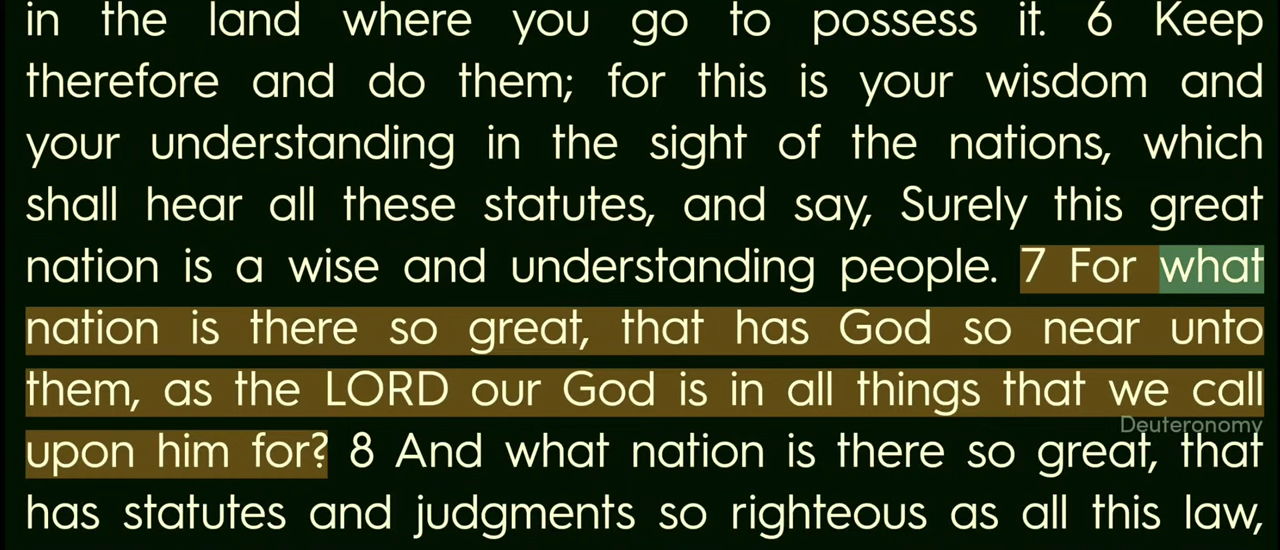 in the land where you go to possess it. 6 Keep
therefore and do them; for this is your wisdom and
your understanding in the sight of the nations, which
shall hear all these statutes, and say, Surely this great
nation is a wise and understanding people. 7 For what
nation is there so great, that has God so near unto
them, as the LORD our God is in all things that we call
Deuteronomy
upon him for? 8 And what nation is there so great, that
has statutes and judgments so righteous as all this law,